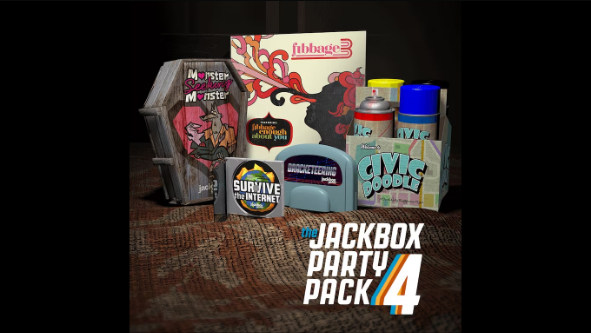 Monster
Seeking
Monster
fibbage3
featuring
fibbage
enough
about you
SURVIVE
the INTERNET
BRACKETEERING
CIVIC
DOODLE
the JACKBOX
PARTY
PACK 4